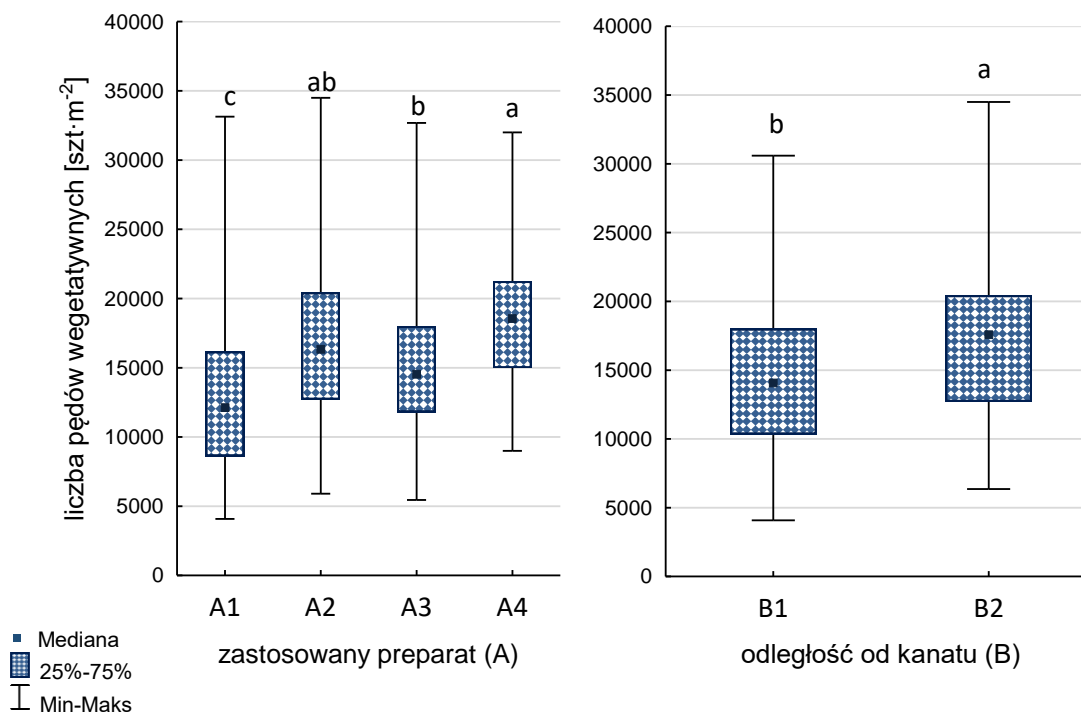 liczba pędów wegetatywnych [szt·m-2]
40000
35000
30000
25000
20000
15000
10000
5000
0
c
ab
b
a
A1 A2 A3 A4
zastosowany preparat (A)
40000
35000
30000
25000
20000
15000
10000
5000
0
b
a
B1 B2
odległość od kanatu (B)
Mediana
25%-75%
Min-Maks